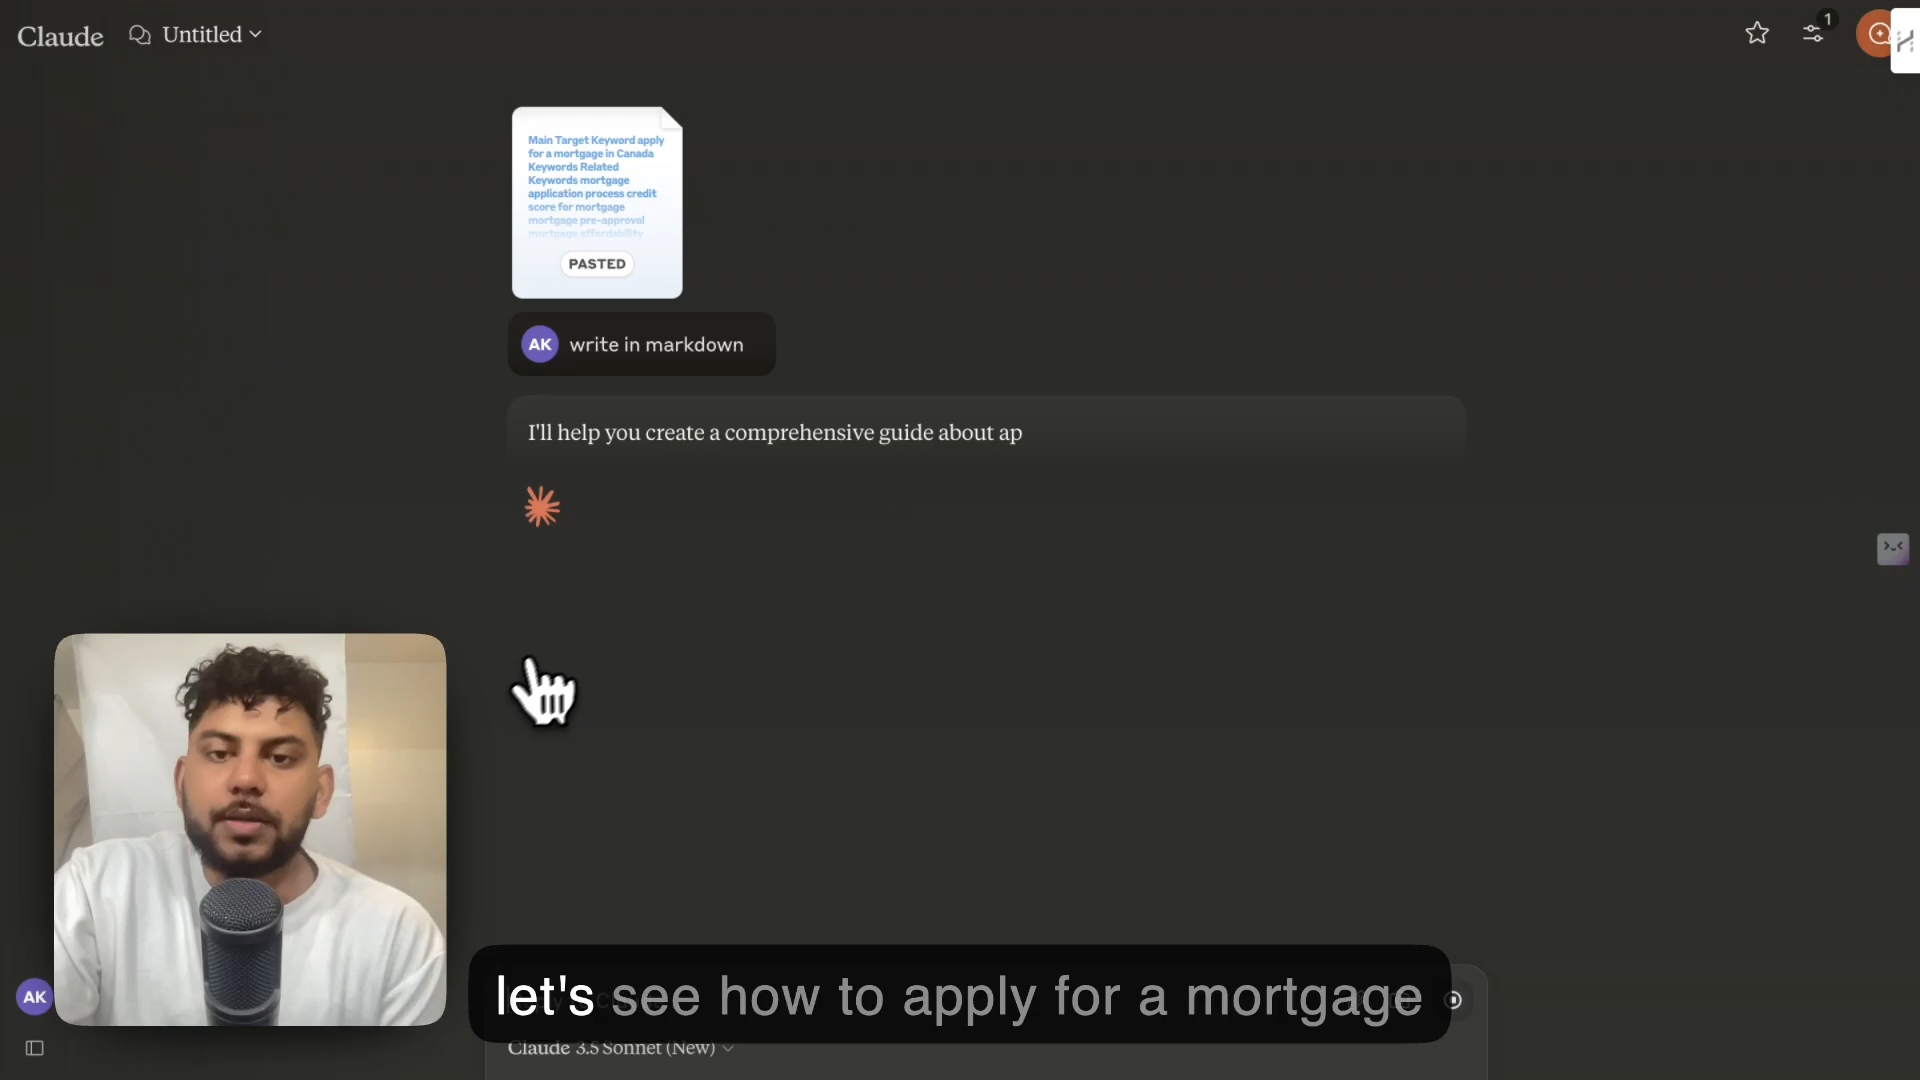 Claude
Untitled
1
Main Target Keyword apply
for a mortgage in Canada
Keywords Related
Keywords mortgage
application process credit
score for mortgage
mortgage pre-approval
mortgage affordability
PASTED
AK write in markdown
I'll help you create a comprehensive guide about ap
let's see how to apply for a mortgage
AK
Claude 3.5 Sonnet (New)